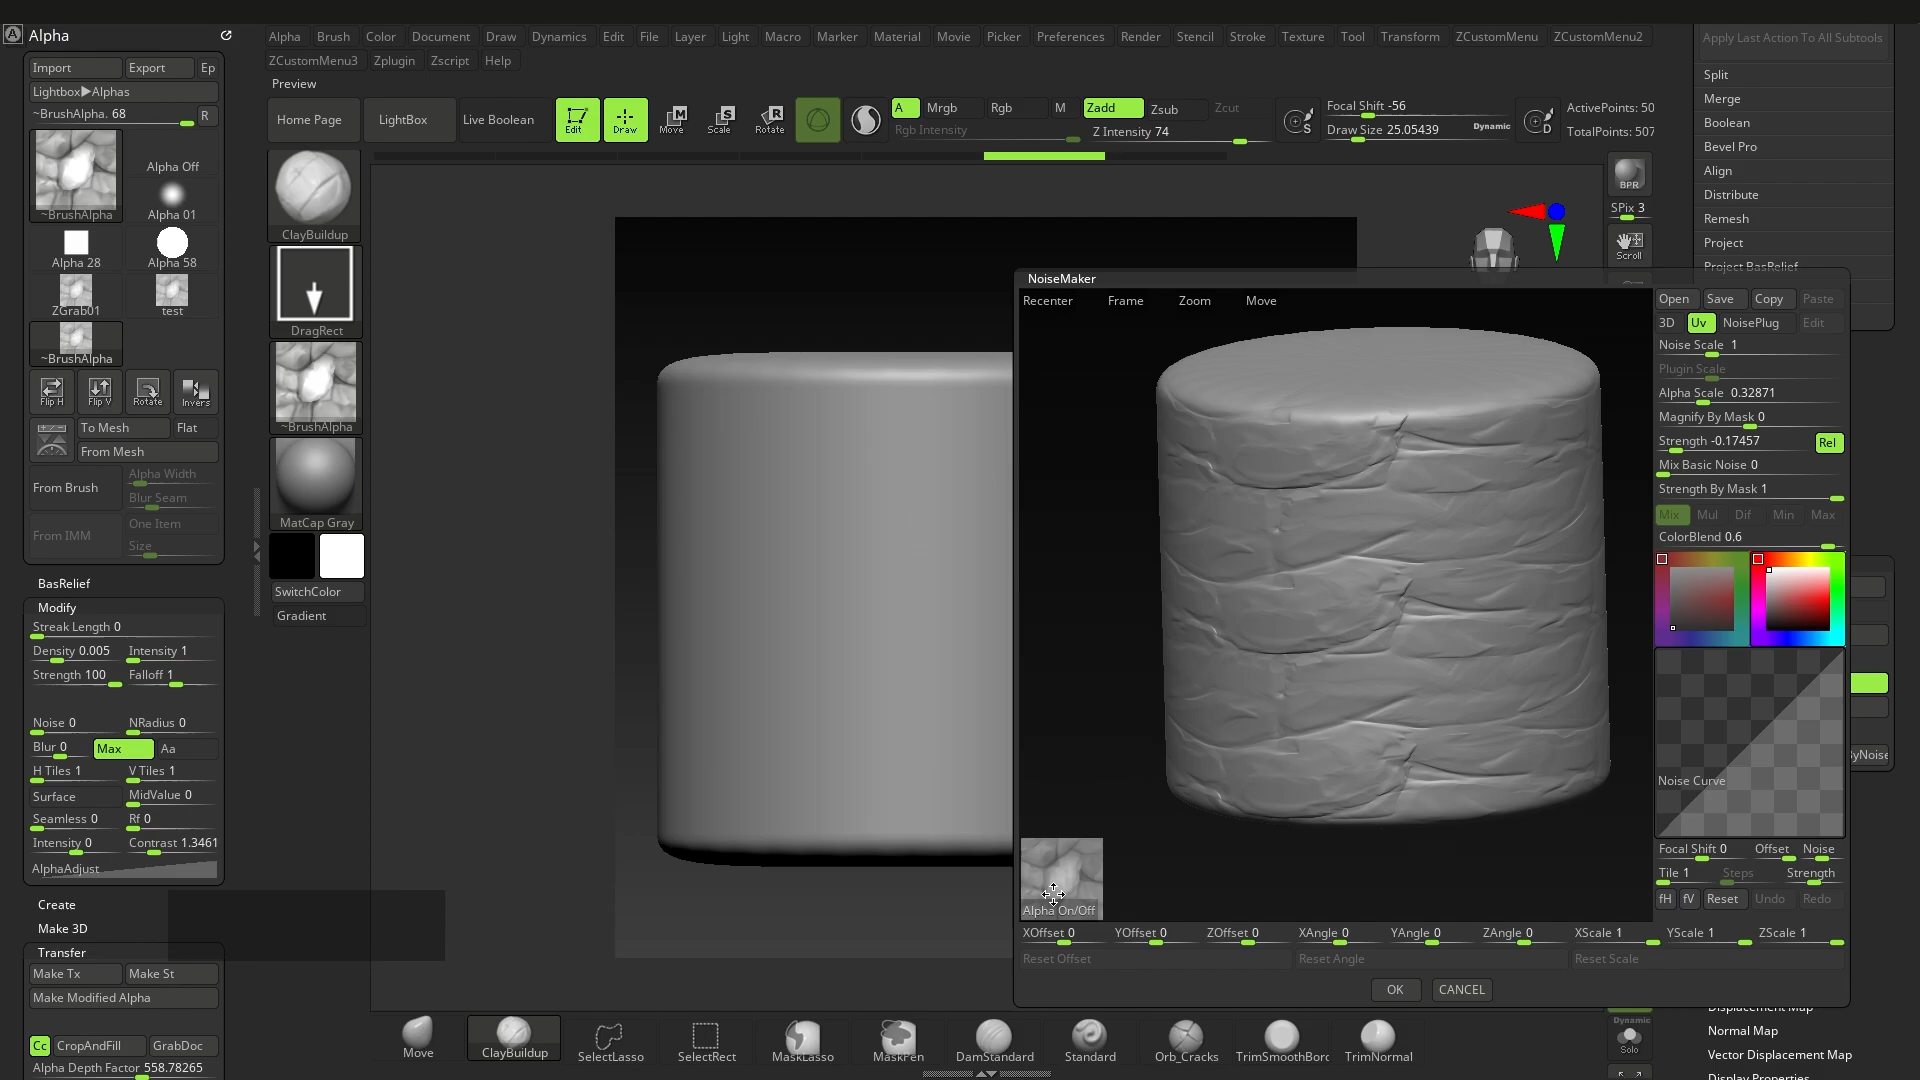 Alpha
Import Export Ep
Lightbox▶Alphas
~BrushAlpha. 68 R
Alpha Off
~BrushAlpha Alpha 01
Alpha 28 Alpha 58
ZGrab01 test
~BrushAlpha
Flip H Flip V Rotate Invers
To Mesh Flat
From Mesh
From Brush Alpha Width
Blur Seam
From IMM One Item
Size
BasRelief
Modify
Streak Length 0
Density 0.005 Intensity 1
Strength 100 Falloff 1
Noise 0 NRadius 0
Blur 0 Max Aa
H Tiles 1 V Tiles 1
Surface MidValue 0
Seamless 0 Rf 0
Intensity 0 Contrast 1.3461
AlphaAdjust
Create
Make 3D
Transfer
Make Tx Make St
Make Modified Alpha
Cc CropAndFill GrabDoc
Alpha Depth Factor 558.78265
Alpha Brush Color Document Draw Dynamics Edit File Layer Light Macro Marker Material Movie Picker Preferences Render Stencil Stroke Texture Tool Transform ZCustomMenu ZCustomMenu2
ZCustomMenu3 Zplugin Zscript Help
Preview
Home Page LightBox Live Boolean Edit Draw Move Scale Rotate
A Mrgb Rgb M Zadd Zsub Zcut
Rgb Intensity Z Intensity 74
S Focal Shift -56
Draw Size 25.05439 Dynamic
D ActivePoints: 50
TotalPoints: 507
ClayBuildup
DragRect
~BrushAlpha
MatCap Gray
SwitchColor
Gradient
BPR
SPix 3
Scroll
Apply Last Action To All Subtools
Split
Merge
Boolean
Bevel Pro
Align
Distribute
Remesh
Project
Project BasRelief
NoiseMaker
Recenter Frame Zoom Move
Open Save Copy Paste
3D Uv NoisePlug Edit
Noise Scale 1
Plugin Scale
Alpha Scale 0.32871
Magnify By Mask 0
Strength -0.17457 Rel
Mix Basic Noise 0
Strength By Mask 1
Mix Mul Dif Min Max
ColorBlend 0.6
Noise Curve
Focal Shift 0 Offset Noise
Tile 1 Steps Strength
fH fV Reset Undo Redo
Alpha On/Off
XOffset 0 YOffset 0 ZOffset 0 XAngle 0 YAngle 0 ZAngle 0 XScale 1 YScale 1 ZScale 1
Reset Offset Reset Angle Reset Scale
OK CANCEL
ByNoise
Move ClayBuildup SelectLasso SelectRect MaskLasso MaskPen DamStandard Standard Orb_Cracks TrimSmoothBorc TrimNormal
Dynamic
Solo
Displacement Map
Normal Map
Vector Displacement Map
Display Properties